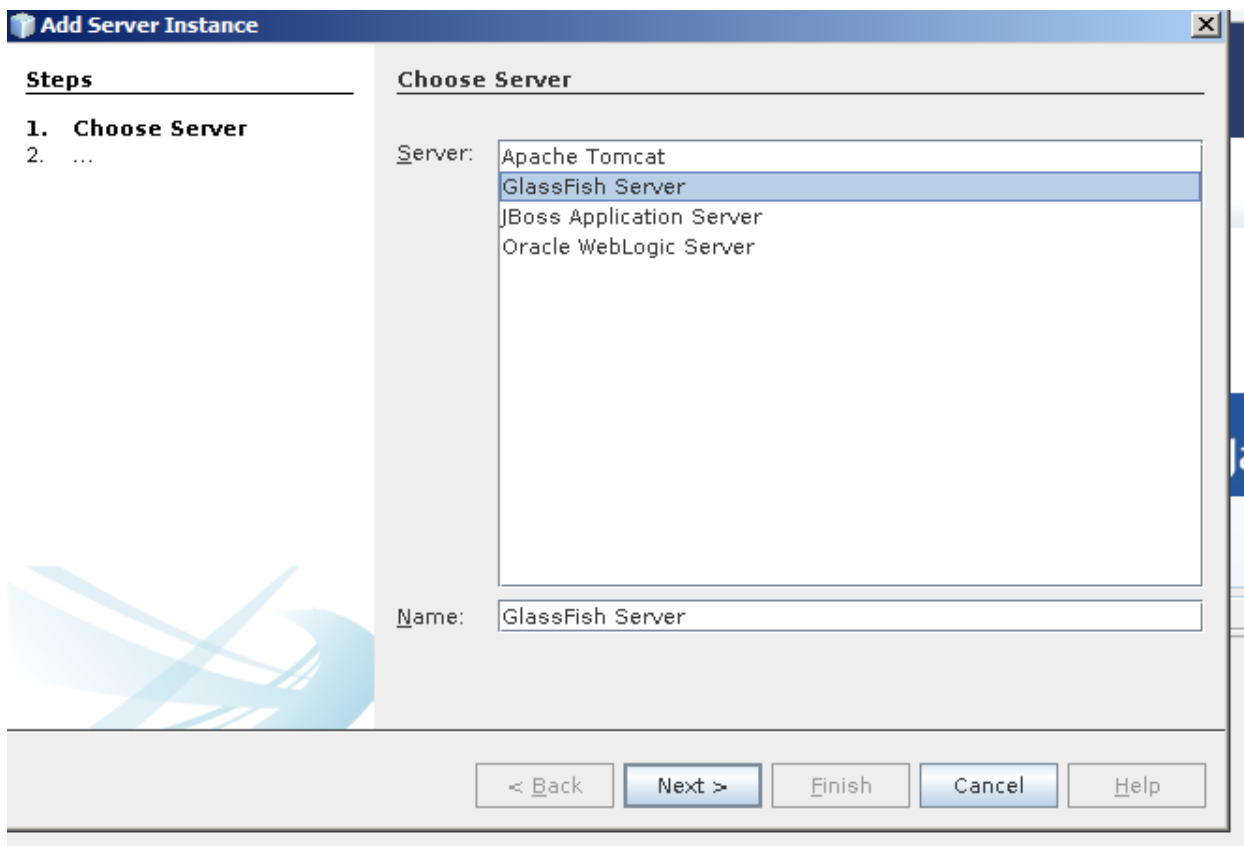 Add Server Instance
Steps
1. Choose Server
2. ...
Choose Server
Server:
Apache Tomcat
GlassFish Server
JBoss Application Server
Oracle WebLogic Server
Name:
GlassFish Server
< Back
Next >
Finish
Cancel
Help